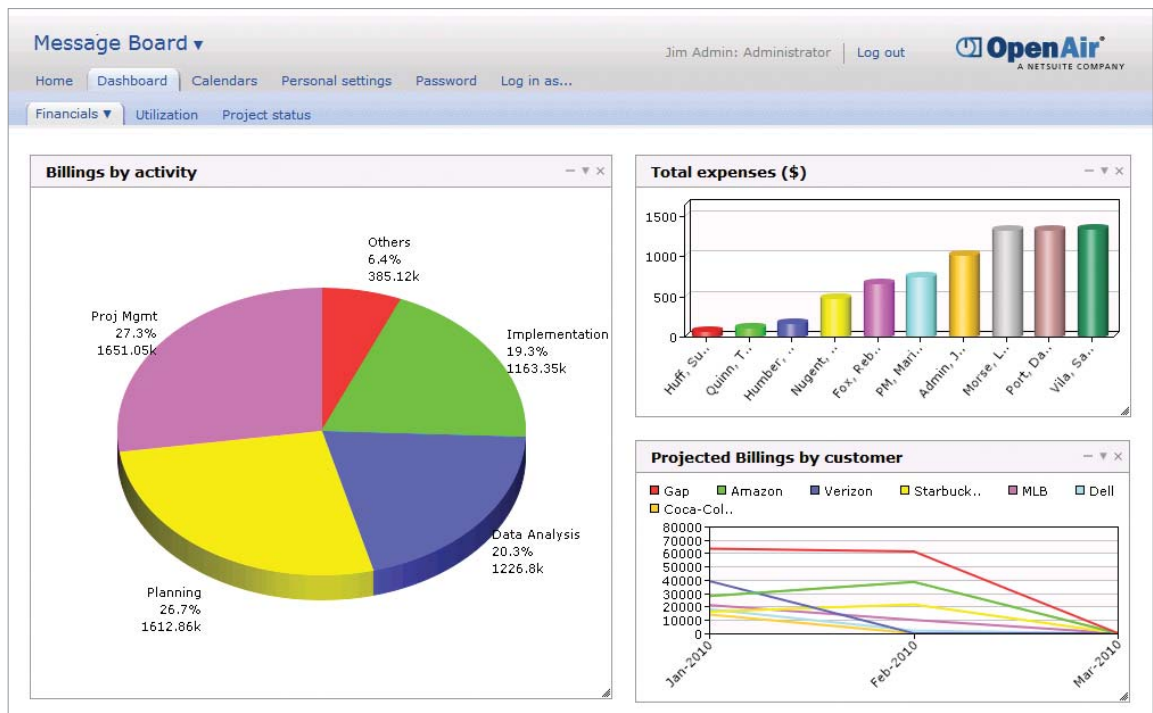 Message Board ▾
Jim Admin: Administrator | Log out
OpenAir
A NETSUITE COMPANY
Home Dashboard Calendars Personal settings Password Log in as...
Financials ▼ Utilization Project status
Billings by activity
Others
6.4%
385.12k
Implementation
19.3%
1163.35k
Data Analysis
20.3%
1226.8k
Planning
26.7%
1612.86k
Proj Mgmt
27.3%
1651.05k
Total expenses ($)
1500
1000
500
0
Huff, Su.. Quinn, T.. Humber, .. Nugent, .. Fox, Reb.. PM, Mari.. Admin, J.. Morse, L.. Port, Da.. Vila, Sa..
Projected Billings by customer
Gap Amazon Verizon Starbuck.. MLB Dell
Coca-Col..
80000
70000
60000
50000
40000
30000
20000
10000
0
Jan-2010 Feb-2010 Mar-2010